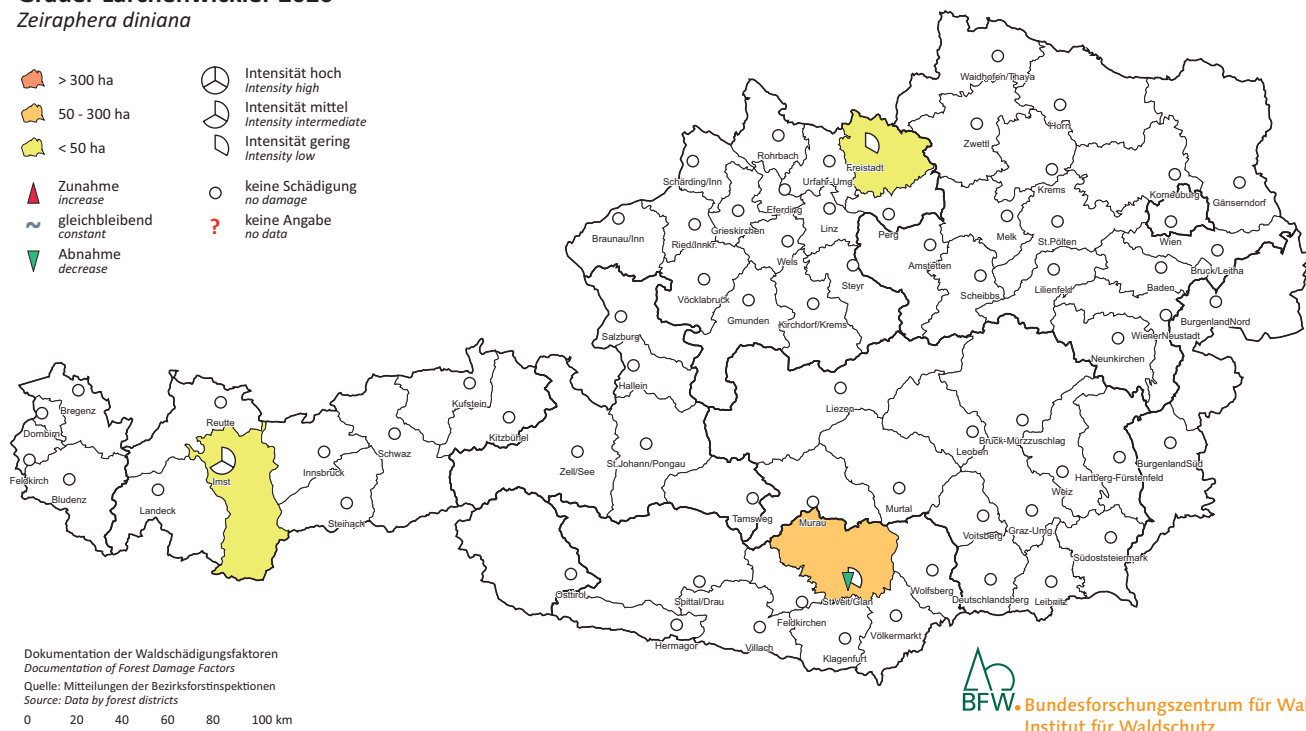 Zeiraphera diniana
> 300 ha
50 - 300 ha
< 50 ha
Intensität hoch
Intensity high
Intensität mittel
Intensity intermediate
Intensität gering
Intensity low
Zunahme
increase
~ gleichbleibend
constant
Abnahme
decrease
keine Schädigung
no damage
? keine Angabe
no data
Waidhofen/Thaya
Horn
Zwettl
Rohrbach
Freistadt
Schärding/Inn
Urfahr-Umg.
Krems
Korneuburg
Gänserndorf
Eferding
Grieskirchen
Linz
Perg
Melk
St.Pölten
Wien
Braunau/Inn
Ried/Innkr.
Wels
Amstetten
Bruck/Leitha
Steyr
Scheibbs
Lilienfeld
Baden
Vöcklabruck
Gmunden
Kirchdorf/Krems
BurgenlandNord
Salzburg
WienerNeustadt
Neunkirchen
Hallein
Bregenz
Kufstein
Liezen
Reutte
Dornbirn
Kitzbühel
Bruck-Mürzzuschlag
Leoben
Schwaz
Innsbruck
Zell/See
St.Johann/Pongau
BurgenlandSüd
Hartberg-Fürstenfeld
Feldkirch
Imst
Bludenz
Weiz
Landeck
Steinach
Tamsweg
Murau
Murtal
Voitsberg
Graz-Umg.
Südoststeiermark
Osttirol
Spittal/Drau
St.Veit/Glan
Wolfsberg
Deutschlandsberg
Leibnitz
Feldkirchen
Völkermarkt
Hermagor
Villach
Klagenfurt
Dokumentation der Waldschädigungsfaktoren
Documentation of Forest Damage Factors
Quelle: Mitteilungen der Bezirksforstinspektionen
Source: Data by forest districts
0 20 40 60 80 100 km
BFW
Bundesforschungszentrum für
Institut für Waldschutz